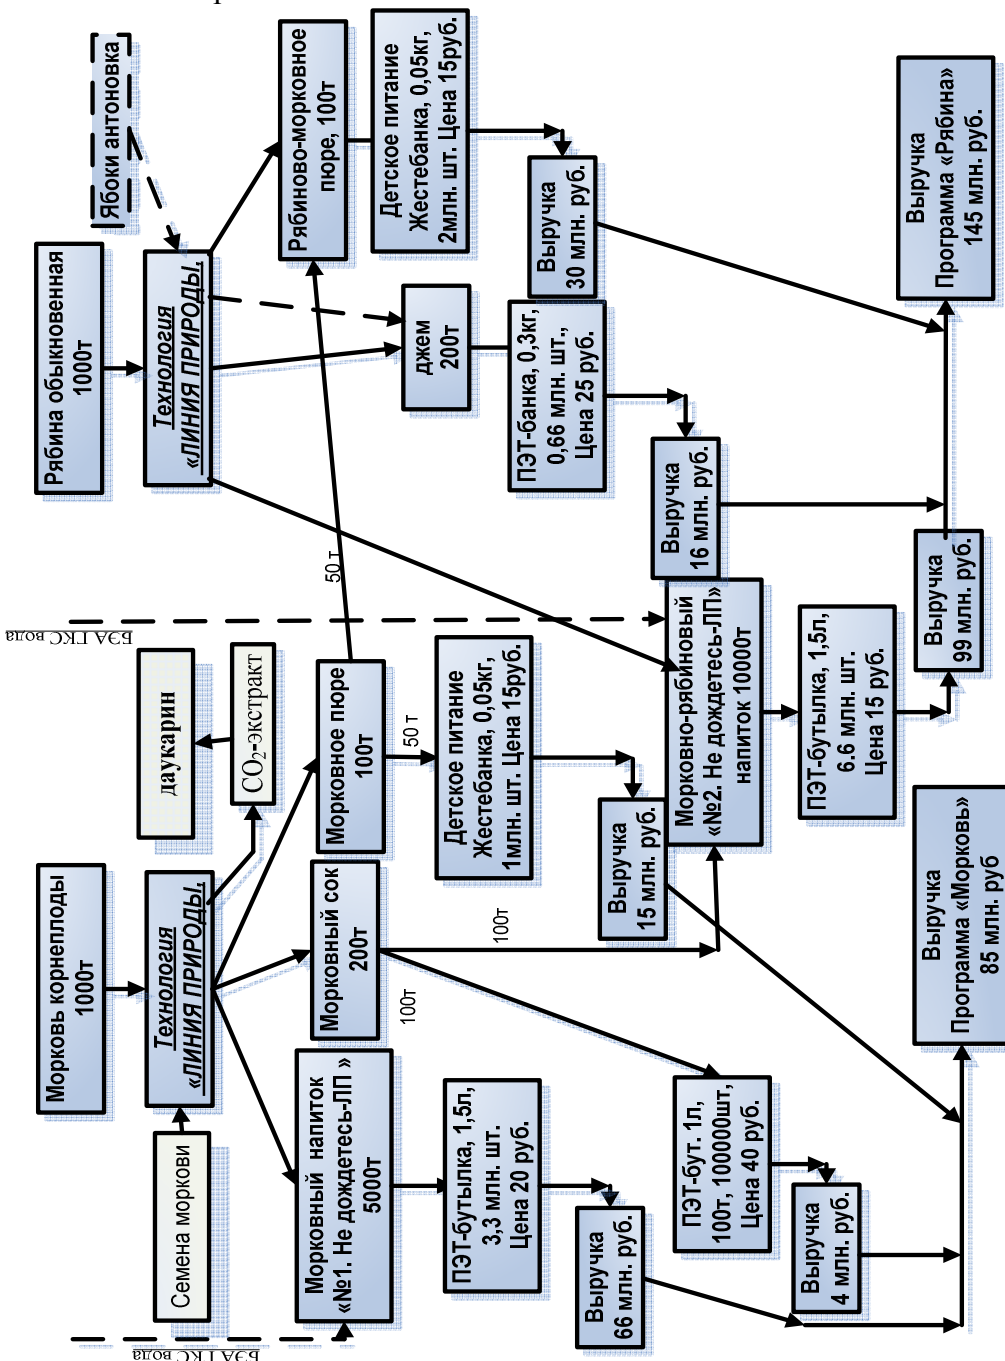 Морковь корнеплоды
1000т
Рябина обыкновенная
1000т
Ябоки антоновка
Семена моркови
Технология
«ЛИНИЯ ПРИРОДЫ,
Технология
«ЛИНИЯ ПРИРОДЫ,
даукарин
CO₂-экстракт
БЭА ГКС вода
БЭА ГКС
вода
Морковный напиток
«№1. Не дождетесь-ЛП »
5000т
Морковный сок
200т
Морковное пюре
100т
50 т
Рябиново-морковное
пюре, 100т
джем
200т
ПЭТ-бутылка, 1,5л,
3,3 млн. шт.
Цена 20 руб.
100т
100т
50 т
Детское питание
Жестебанка, 0,05кг,
1млн. шт. Цена 15руб.
Детское питание
Жестебанка, 0,05кг,
2млн. шт. Цена 15руб.
ПЭТ-банка, 0,3кг,
0,66 млн. шт.,
Цена 25 руб.
Выручка
30 млн. руб.
Выручка
66 млн. руб.
Выручка
15 млн. руб.
Выручка
16 млн. руб.
ПЭТ-бут. 1л,
100т, 100000шт,
Цена 40 руб.
Морковно-рябиновый
«№2. Не дождетесь-ЛП»
напиток 10000т
Выручка
4 млн. руб.
ПЭТ-бутылка, 1,5л,
6.6 млн. шт.
Цена 15 руб.
Выручка
99 млн. руб.
Выручка
Программа «Морковь»
85 млн. руб
Выручка
Программа «Рябина»
145 млн. руб.